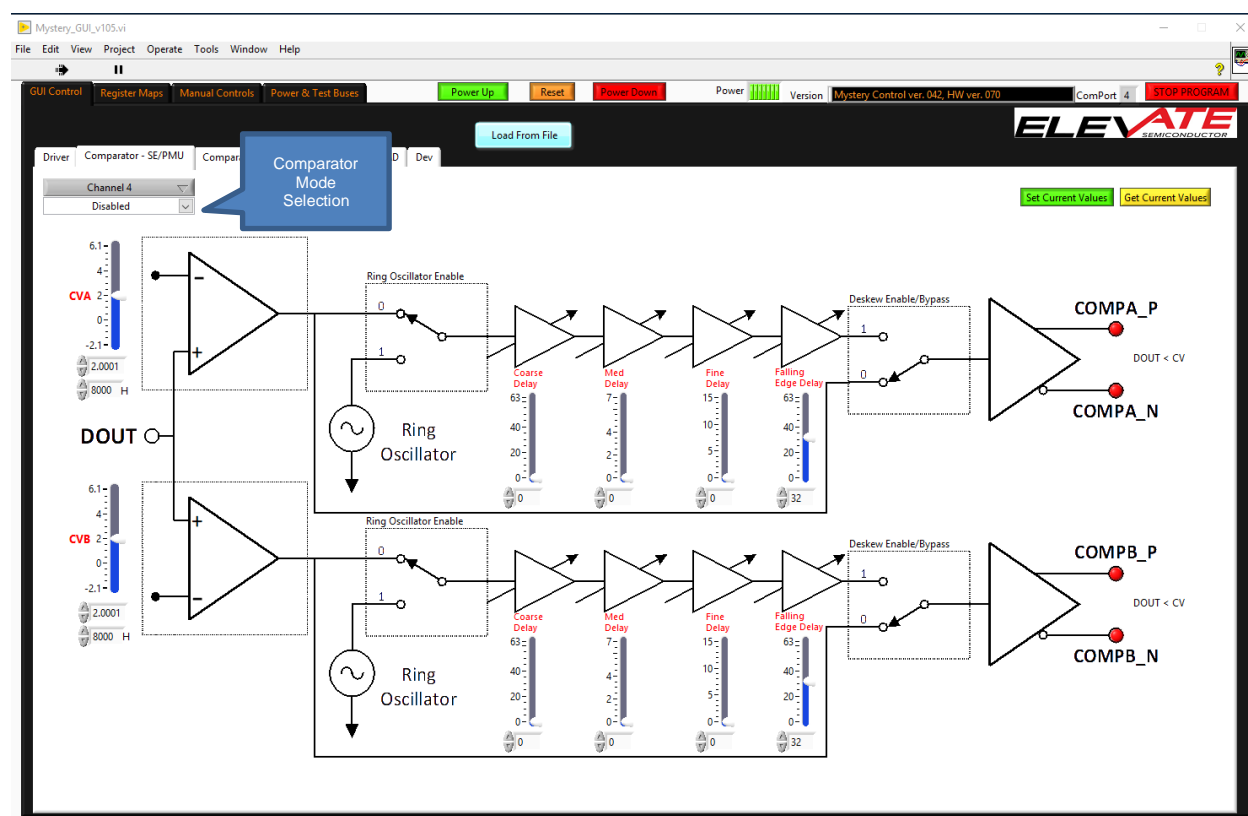 Mystery_GUI_v105.vi
File Edit View Project Operate Tools Window Help
GUI Control Register Maps Manual Controls Power & Test Buses Power Up Reset Power Down Power Version Mystery Control ver. 042, HW ver. 070 ComPort 4 STOP PROGRAM
Load From File
ELEVATE
SEMICONDUCTOR
Driver Comparator - SE/PMU Compara D Dev
Comparator
Mode
Selection
Channel 4
Disabled
Set Current Values Get Current Values
6.1
4
CVA 2
0
-2.1
2.0001
8000 H
Ring Oscillator Enable
0
1
Ring
Oscillator
Coarse
Delay
63
40
20
0
0
Med
Delay
7
4
2
0
0
Fine
Delay
15
10
5
0
0
Falling
Edge Delay
63
40
20
0
32
Deskew Enable/Bypass
1
0
COMPA_P
DOUT < CV
COMPA_N
DOUT
6.1
4
CVB 2
0
-2.1
2.0001
8000 H
Ring Oscillator Enable
0
1
Ring
Oscillator
Coarse
Delay
63
40
20
0
0
Med
Delay
7
4
2
0
0
Fine
Delay
15
10
5
0
0
Falling
Edge Delay
63
40
20
0
32
Deskew Enable/Bypass
1
0
COMPB_P
DOUT < CV
COMPB_N